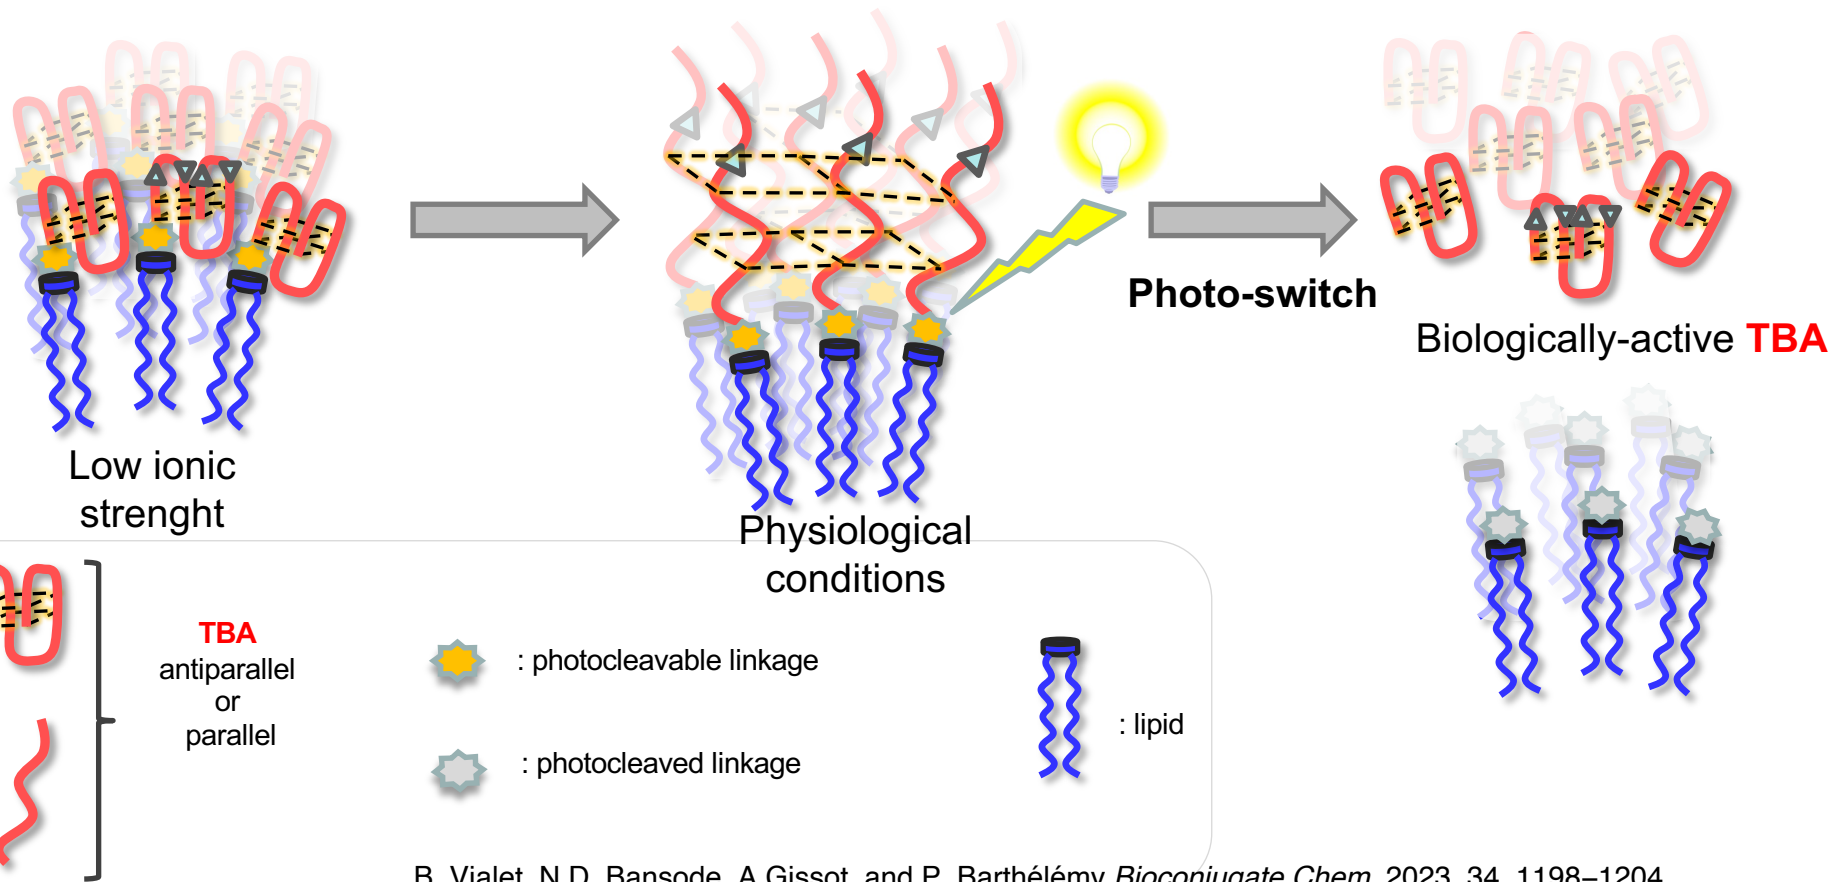 Low ionic
strenght
Physiological
conditions
Photo-switch
Biologically-active TBA
TBA
antiparallel
or
parallel
: photocleavable linkage
: photocleaved linkage
: lipid
B. Vialet, N.D. Bansode, A.Gissot, and P. Barthélémy Bioconjugate Chem. 2023, 34, 1198–1204